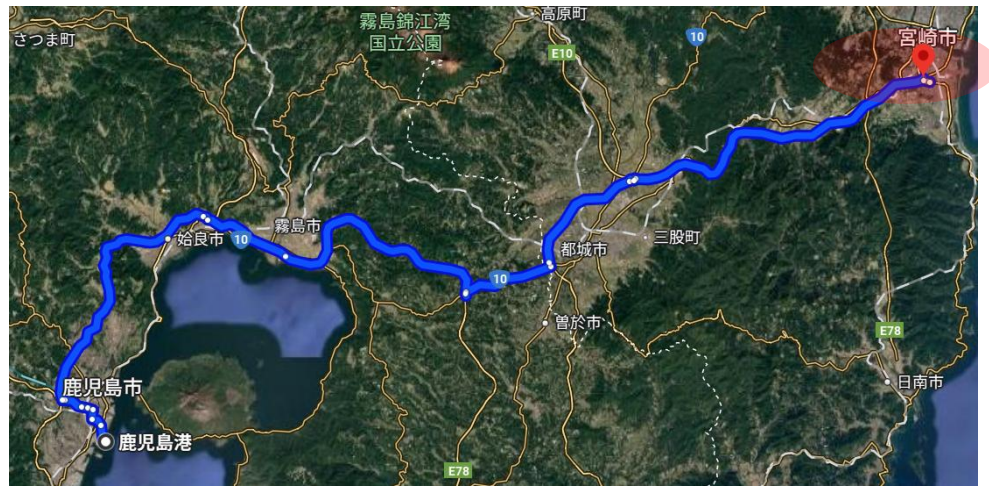 高原町
霧島錦江湾
国立公園
さつま町
10
宮崎市
E10
霧島市
姶良市
10
三股町
都城市
10
曽於市
E78
日南市
鹿児島市
鹿児島港
E78